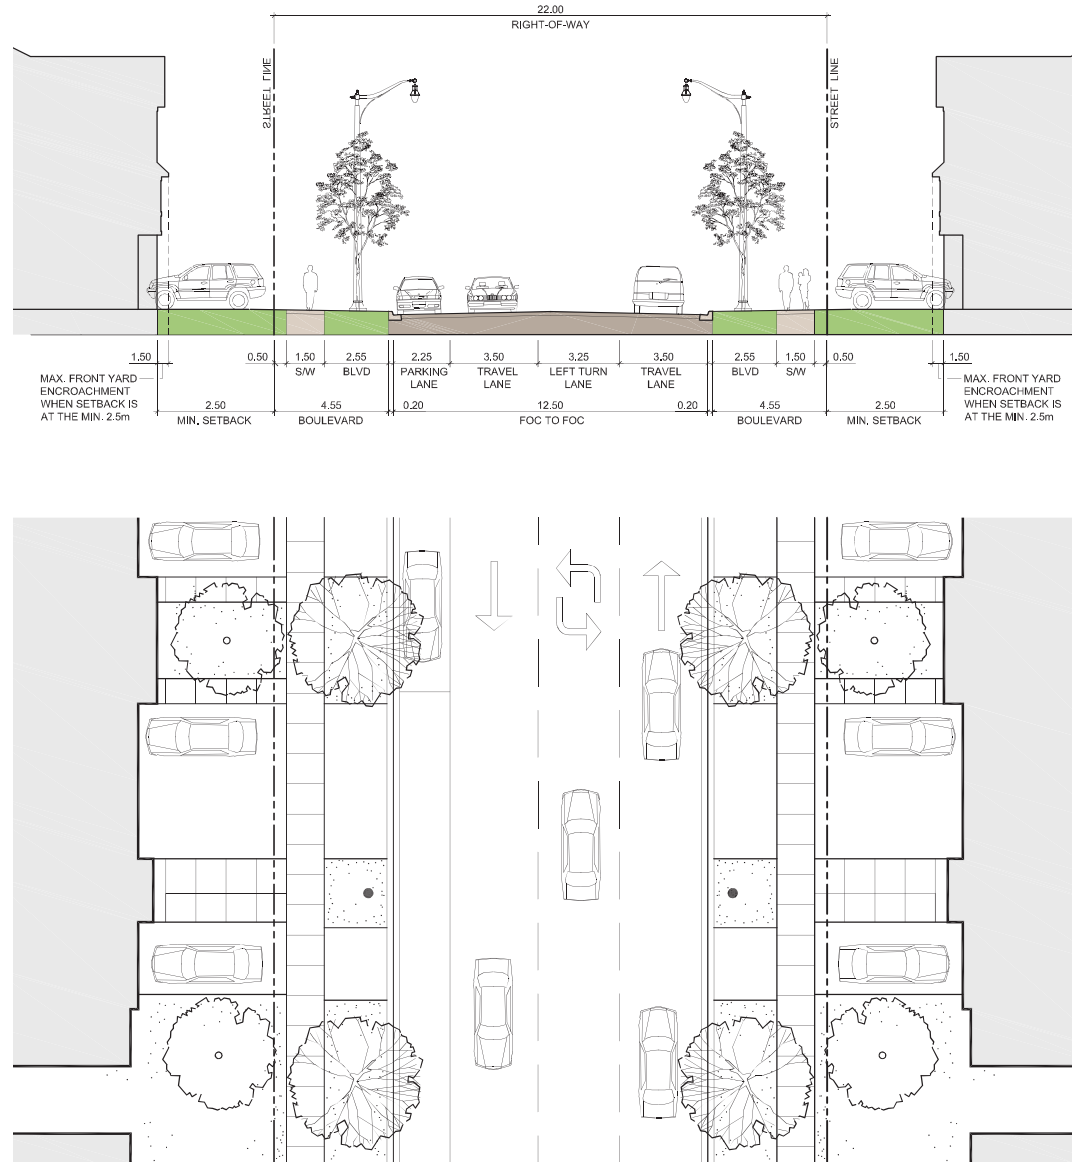 22.00
RIGHT-OF-WAY
STREET LINE
STREET LINE
1.50 0.50 1.50 2.55 2.25 3.50 3.25 3.50 2.55 1.50 0.50 1.50
S/W BLVD PARKING LANE TRAVEL LANE LEFT TURN LANE TRAVEL LANE BLVD S/W
MAX. FRONT YARD
ENCROACHMENT
WHEN SETBACK IS
AT THE MIN. 2.5m
MAX. FRONT YARD
ENCROACHMENT
WHEN SETBACK IS
AT THE MIN. 2.5m
2.50 4.55 0.20 12.50 0.20 4.55 2.50
MIN. SETBACK BOULEVARD FOC TO FOC BOULEVARD MIN. SETBACK